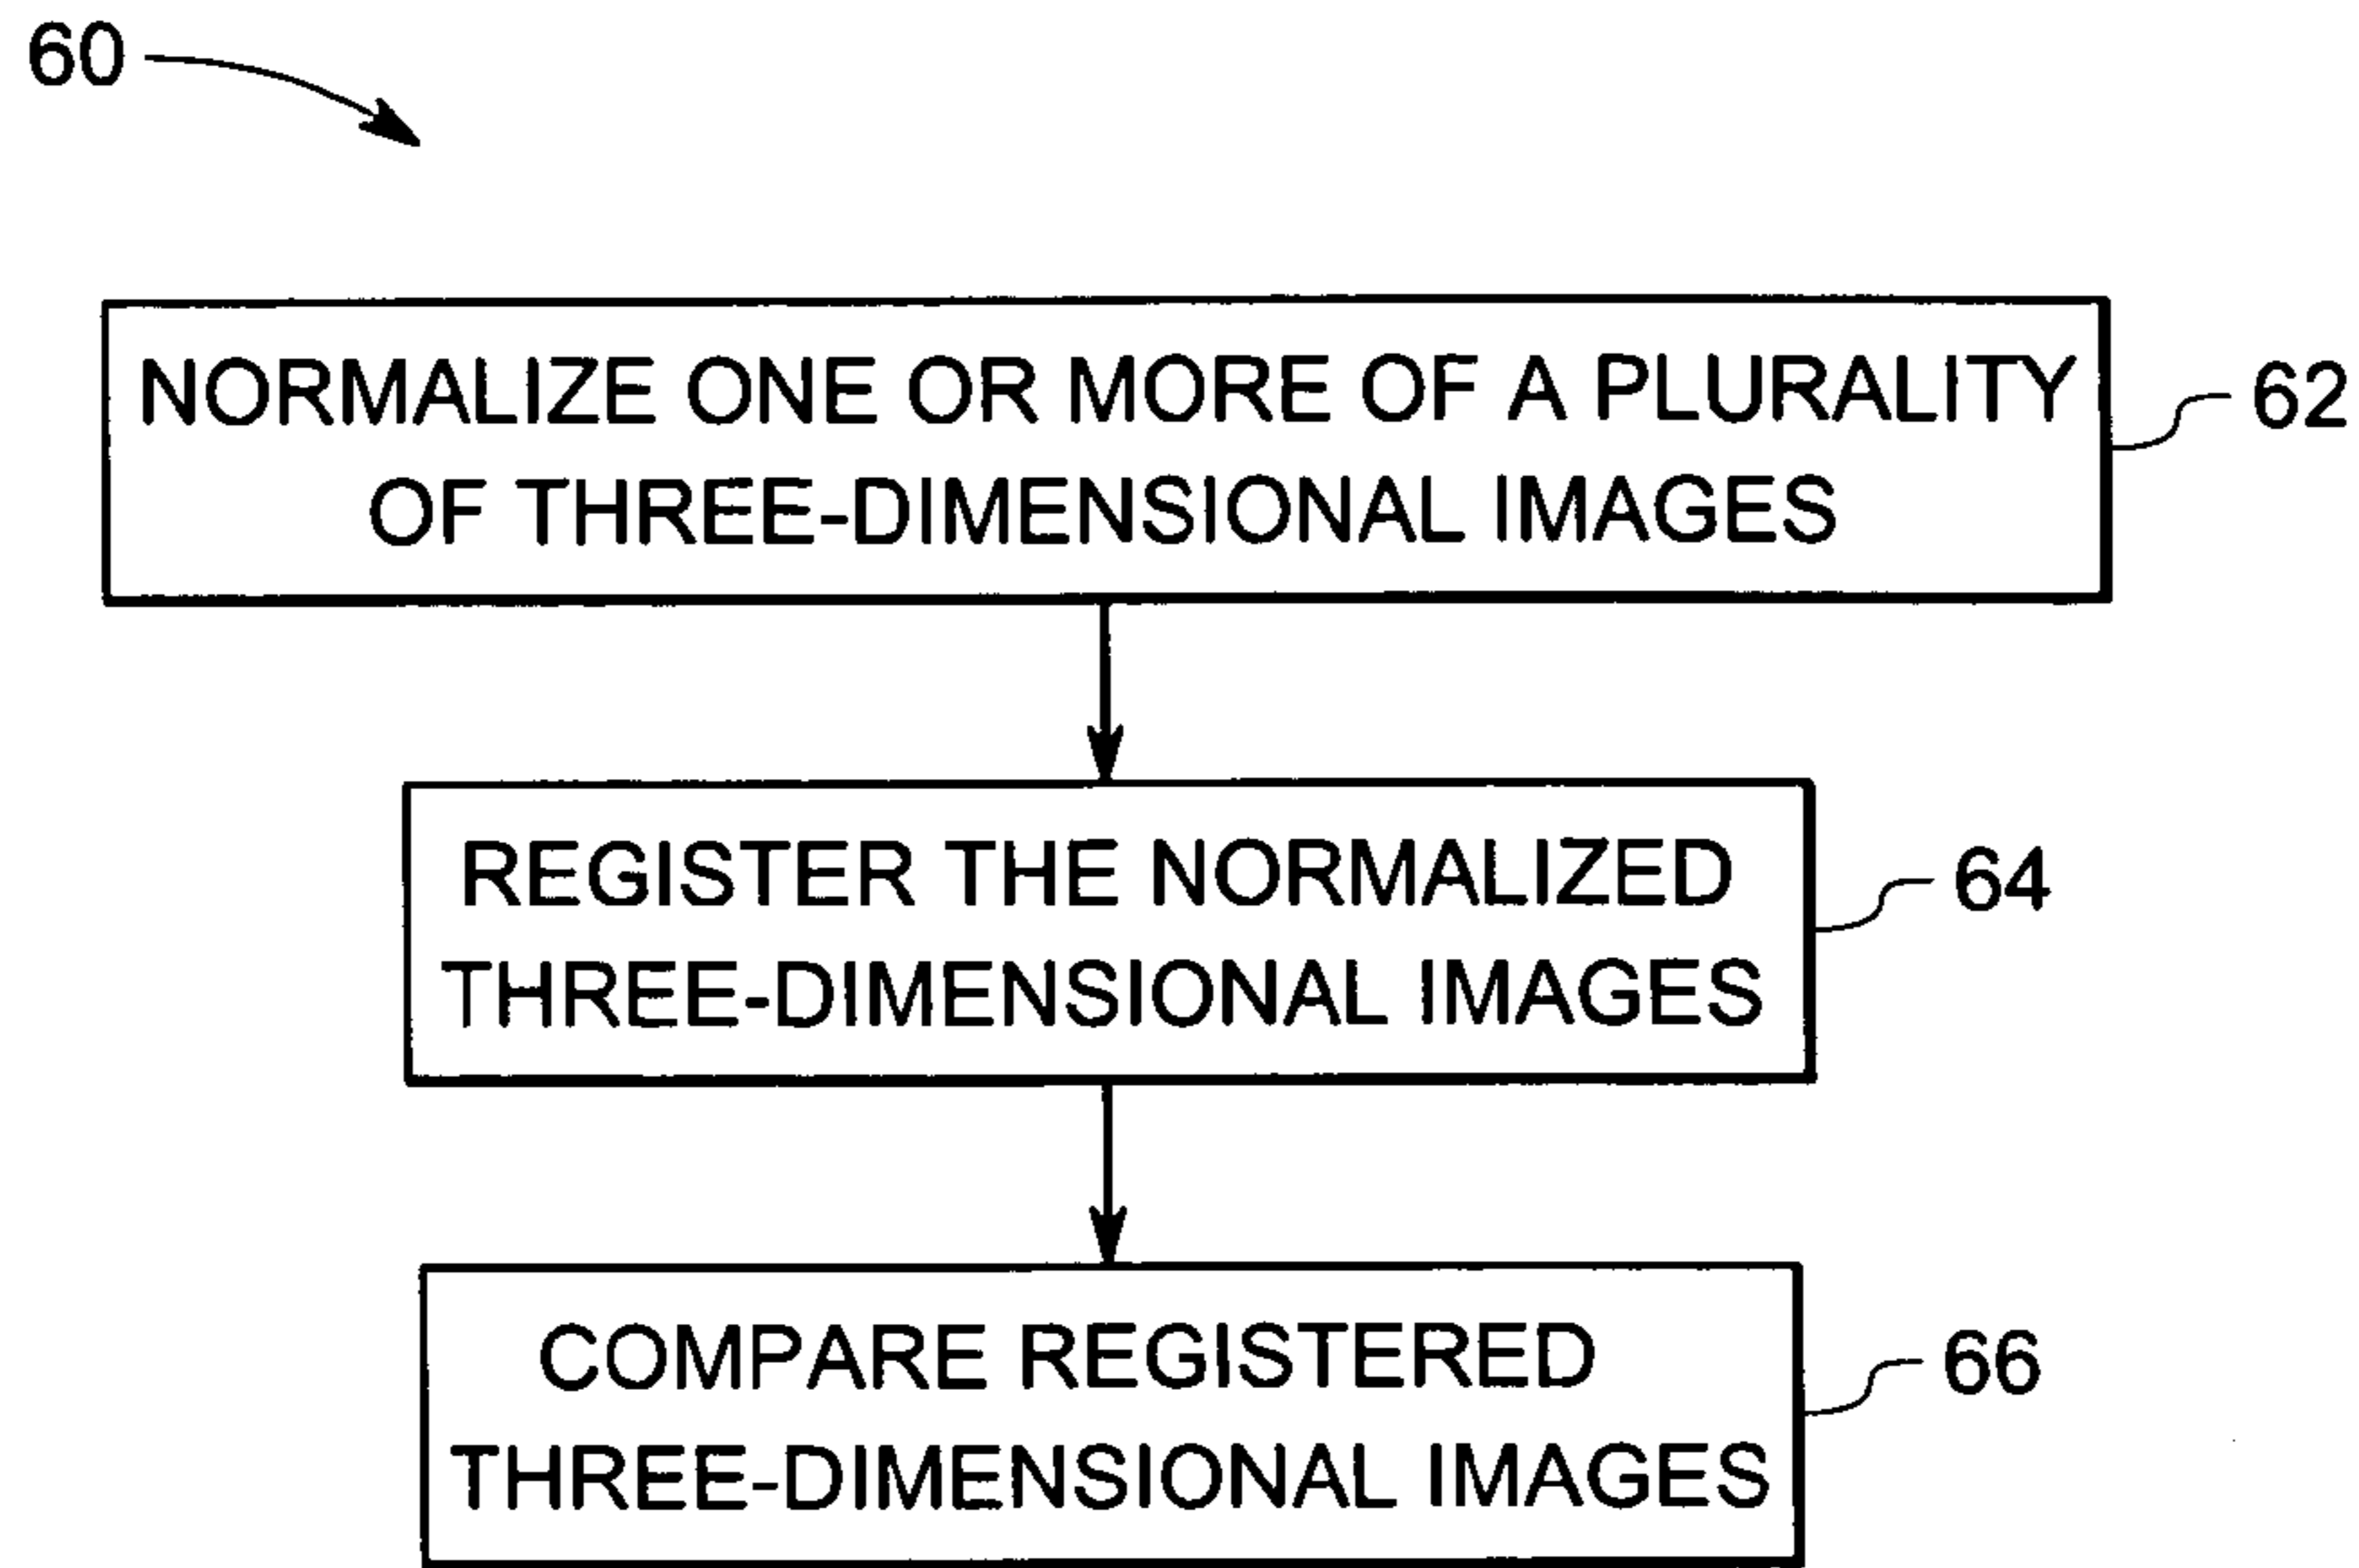 60
NORMALIZE ONE OR MORE OF A PLURALITY
OF THREE-DIMENSIONAL IMAGES
62
REGISTER THE NORMALIZED
THREE-DIMENSIONAL IMAGES
64
COMPARE REGISTERED
THREE-DIMENSIONAL IMAGES
66